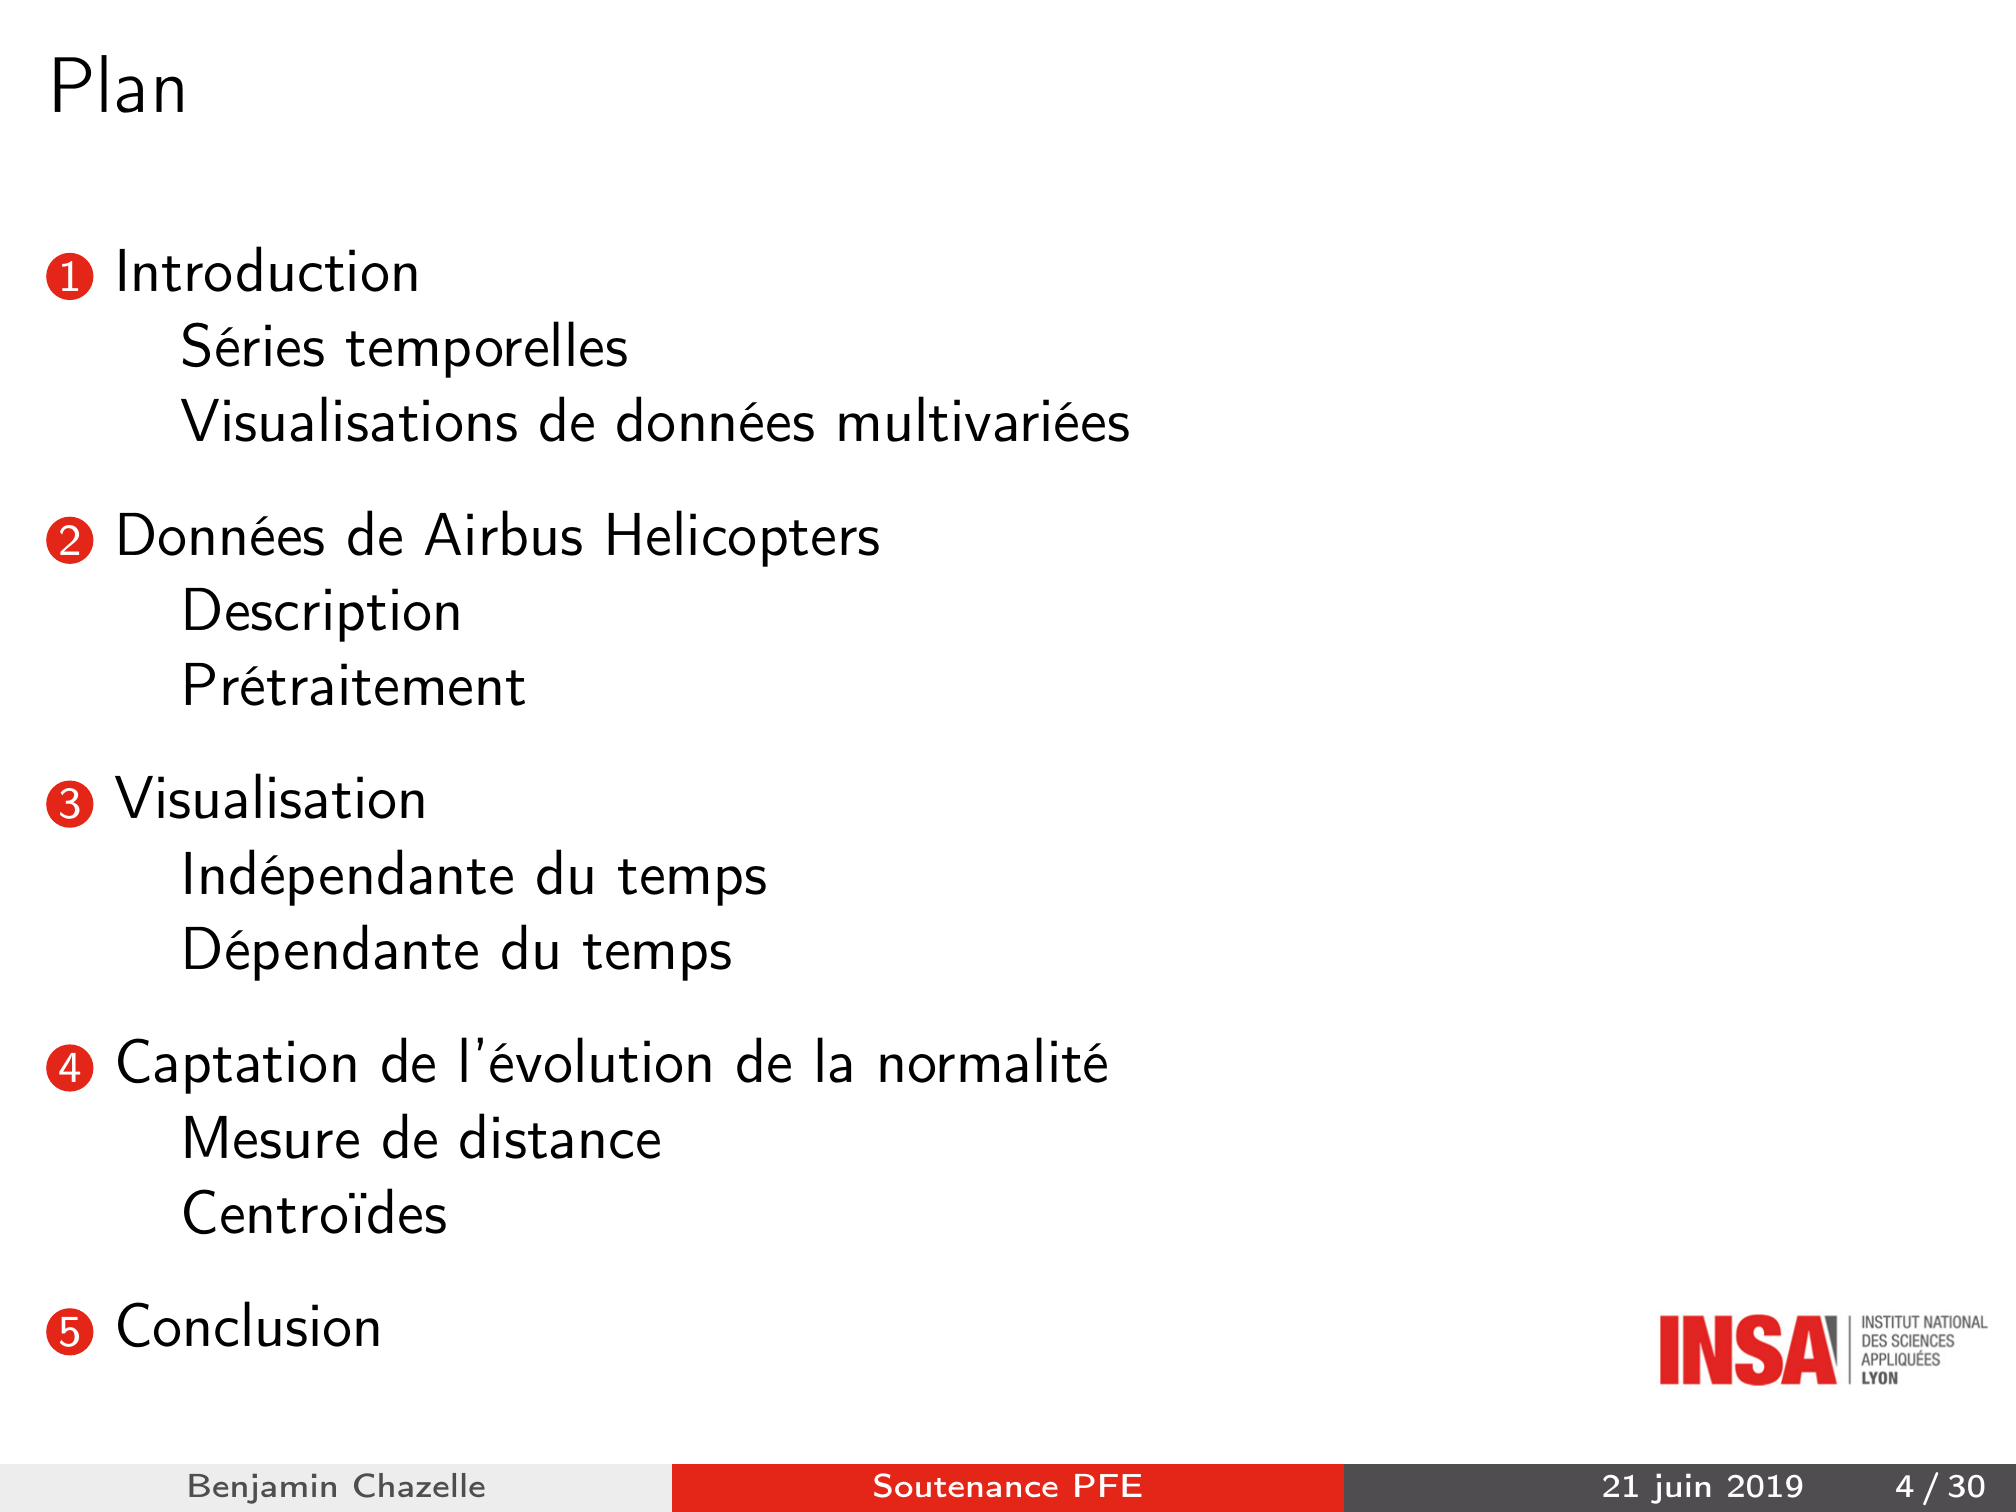 Plan
1 Introduction
Séries temporelles
Visualisations de données multivariées
2 Données de Airbus Helicopters
Description
Prétraitement
3 Visualisation
Indépendante du temps
Dépendante du temps
4 Captation de l'évolution de la normalité
Mesure de distance
Centroïdes
5 Conclusion
INSA
INSTITUT NATIONAL
DES SCIENCES
APPLIQUÉES
LYON
Benjamin Chazelle
Soutenance PFE
21 juin 2019
4 / 30